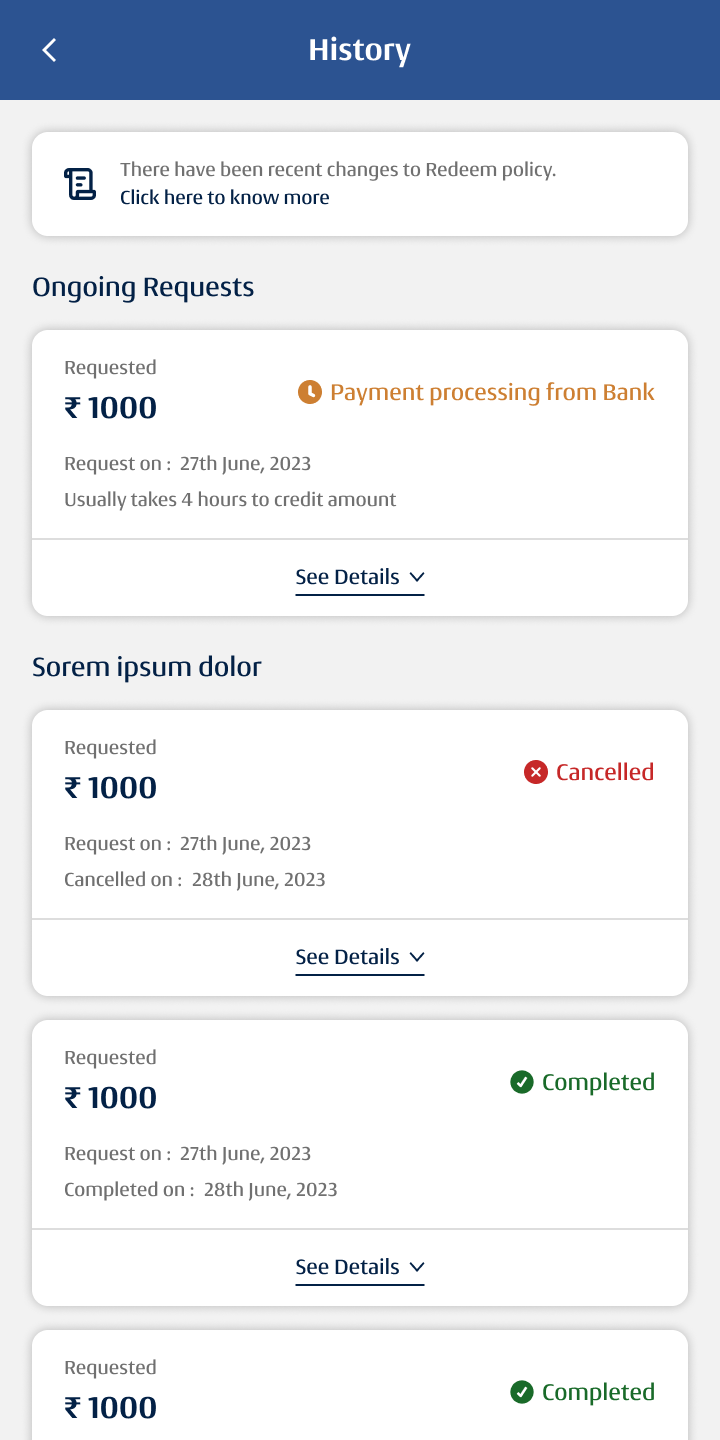 History
There have been recent changes to Redeem policy.
Click here to know more
Ongoing Requests
Requested
₹ 1000
Payment processing from Bank
Request on : 27th June, 2023
Usually takes 4 hours to credit amount
See Details
Sorem ipsum dolor
Requested
₹ 1000
Cancelled
Request on : 27th June, 2023
Cancelled on : 28th June, 2023
See Details
Requested
₹ 1000
Completed
Request on : 27th June, 2023
Completed on : 28th June, 2023
See Details
Requested
₹ 1000
Completed